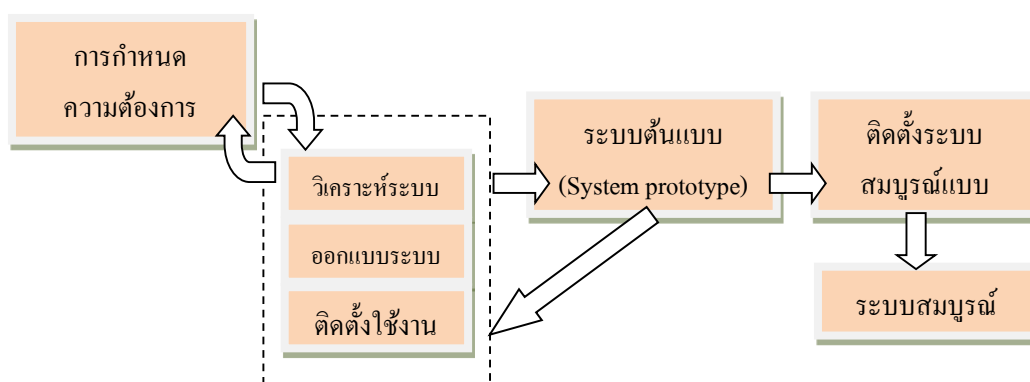 การกำหนด
ความต้องการ
วิเคราะห์ระบบ
ออกแบบระบบ
ติดตั้งใช้งาน
ระบบต้นแบบ
(System prototype)
ติดตั้งระบบ
สมบูรณ์แบบ
ระบบสมบูรณ์